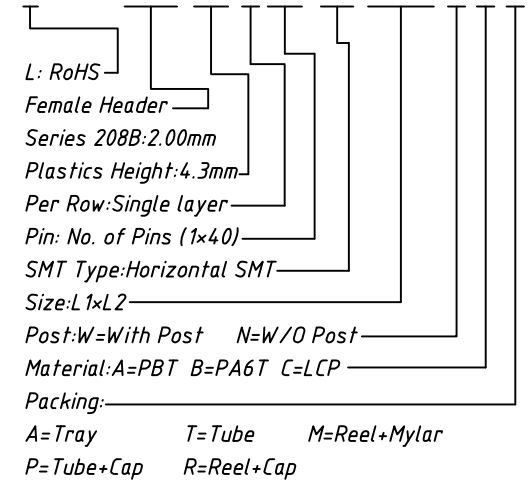 L: RoHS
Female Header
Series 208B:2.00mm
Plastics Height:4.3mm
Per Row:Single layer
Pin: No. of Pins (1×40)
SMT Type:Horizontal SMT
Size:L1×L2
Post:W=With Post N=W/O Post
Material:A=PBT B=PA6T C=LCP
Packing:
A=Tray T=Tube M=Reel+Mylar
P=Tube+Cap R=Reel+Cap